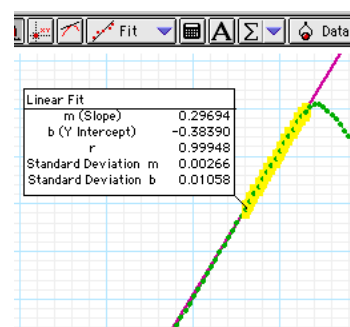 Fit A Σ Data
Linear Fit
m (Slope) 0.29694
b (Y Intercept) -0.38390
r 0.99948
Standard Deviation m 0.00266
Standard Deviation b 0.01058